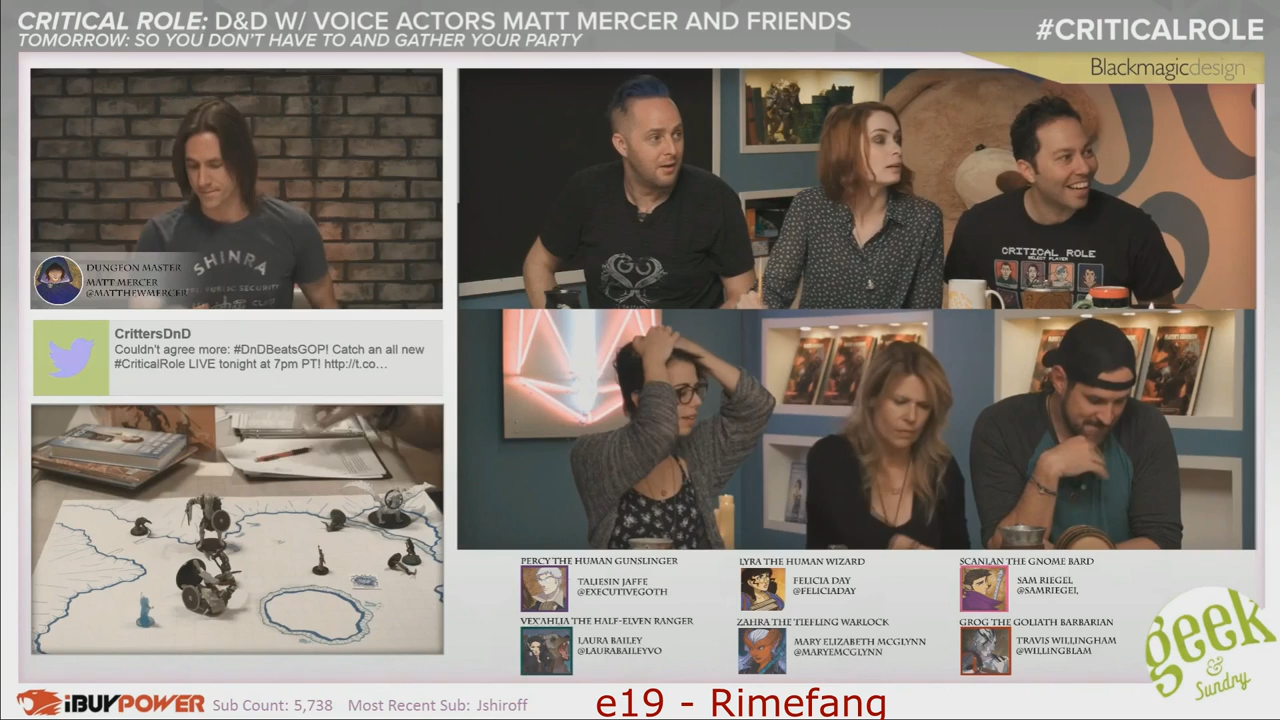 CRITICAL ROLE: D&D W/ VOICE ACTORS MATT MERCER AND FRIENDS
TOMORROW: SO YOU DON'T HAVE TO AND GATHER YOUR PARTY
#CRITICALROLE
Blackmagicdesign
SHINRA
DUNGEON MASTER
MATT MERCER
@MATTHEWMERCER
CRITICAL ROLE
SELECT PLAYER
CrittersDnD
Couldn't agree more: #DnDBeatsGOP! Catch an all new
#CriticalRole LIVE tonight at 7pm PT! http://t.co...
PERCY THE HUMAN GUNSLINGER
TALIESIN JAFFE
@EXECUTIVEGOTH
LYRA THE HUMAN WIZARD
FELICIA DAY
@FELICIADAY
SCANLAN THE GNOME BARD
SAM RIEGEL
@SAMRIEGEL
VEX'AHLIA THE HALF-ELVEN RANGER
LAURA BAILEY
@LAURABAILEYVO
ZAHRA THE TIEFLING WARLOCK
MARY ELIZABETH MCGLYNN
@MARYEMCGLYNN
GROG THE GOLIATH BARBARIAN
TRAVIS WILLINGHAM
@WILLINGBLAM
geek
&
Sundry
iBUYPOWER
Sub Count: 5,738 Most Recent Sub: Jshiroff
e19 - Rimefang